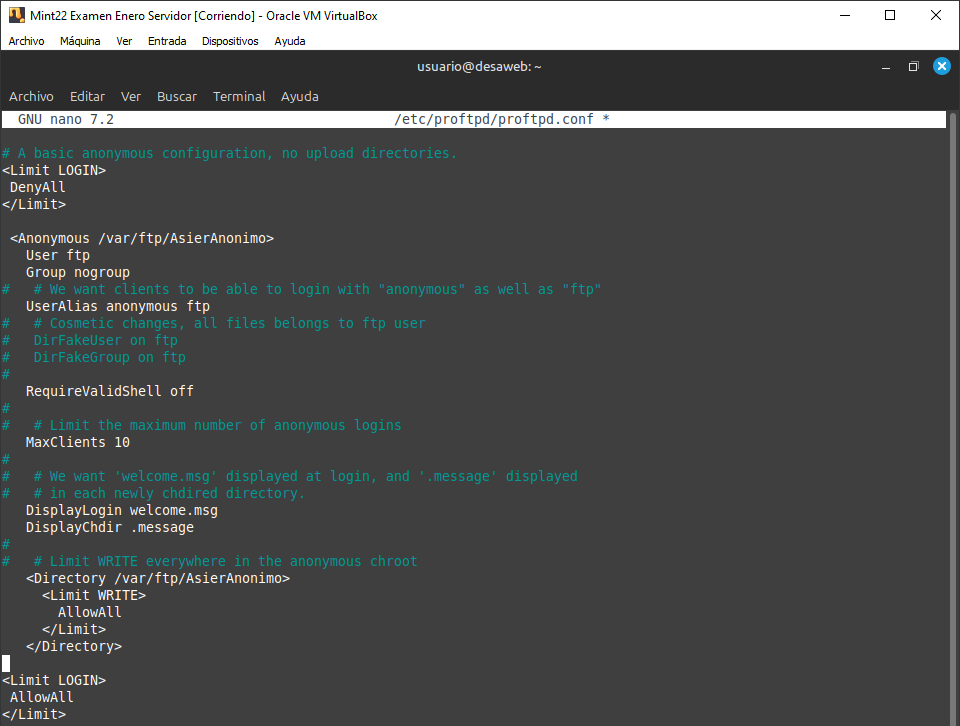 Mint22 Examen Enero Servidor [Corriendo] - Oracle VM VirtualBox
Archivo Máquina Ver Entrada Dispositivos Ayuda
usuario@desaweb: ~
Archivo Editar Ver Buscar Terminal Ayuda
GNU nano 7.2 /etc/proftpd/proftpd.conf *
# A basic anonymous configuration, no upload directories.
<Limit LOGIN>
 DenyAll
</Limit>
 <Anonymous /var/ftp/AsierAnonimo>
   User ftp
   Group nogroup
#   # We want clients to be able to login with "anonymous" as well as "ftp"
   UserAlias anonymous ftp
#   # Cosmetic changes, all files belongs to ftp user
#   DirFakeUser on ftp
#   DirFakeGroup on ftp
#
   RequireValidShell off
#
#   # Limit the maximum number of anonymous logins
   MaxClients 10
#
#   # We want 'welcome.msg' displayed at login, and '.message' displayed
#   # in each newly chdired directory.
   DisplayLogin welcome.msg
   DisplayChdir .message
#
#   # Limit WRITE everywhere in the anonymous chroot
   <Directory /var/ftp/AsierAnonimo>
     <Limit WRITE>
       AllowAll
     </Limit>
   </Directory>
<Limit LOGIN>
 AllowAll
</Limit>